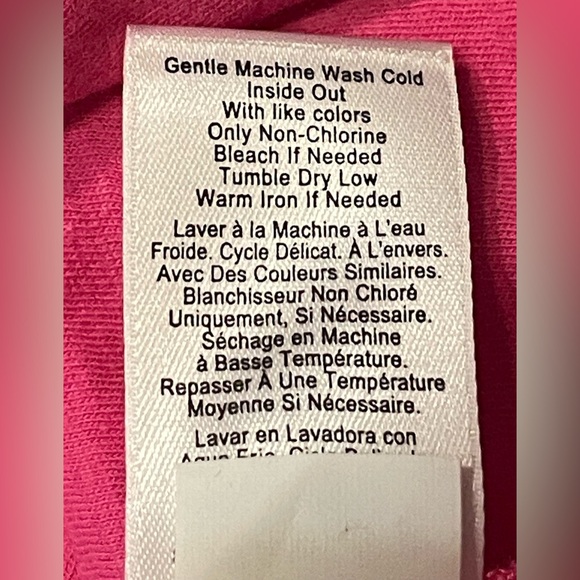 Gentle Machine Wash Cold
Inside Out
With like colors
Only Non-Chlorine
Bleach If Needed
Tumble Dry Low
Warm Iron If Needed
Laver à la Machine à L'eau
Froide. Cycle Délicat. À L'envers.
Avec Des Couleurs Similaires.
Blanchisseur Non Chloré
Uniquement, Si Nécessaire.
Séchage en Machine
à Basse Température.
Repasser À Une Température
Moyenne Si Nécessaire.
Lavar en Lavadora con